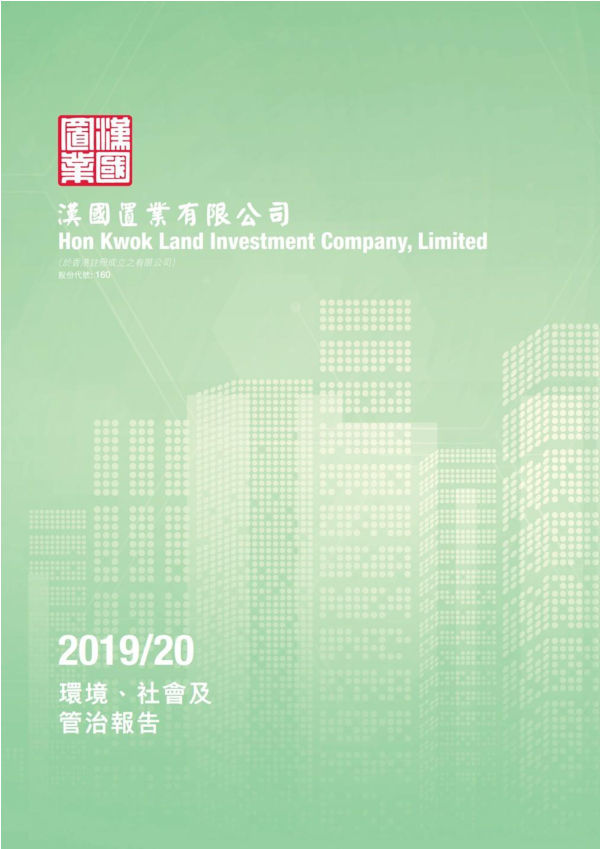 漢國置業
漢國置業有限公司
Hon Kwok Land Investment Company, Limited
(於香港註冊成立之有限公司)
股份代號: 160
2019/20
環境、社會及
管治報告